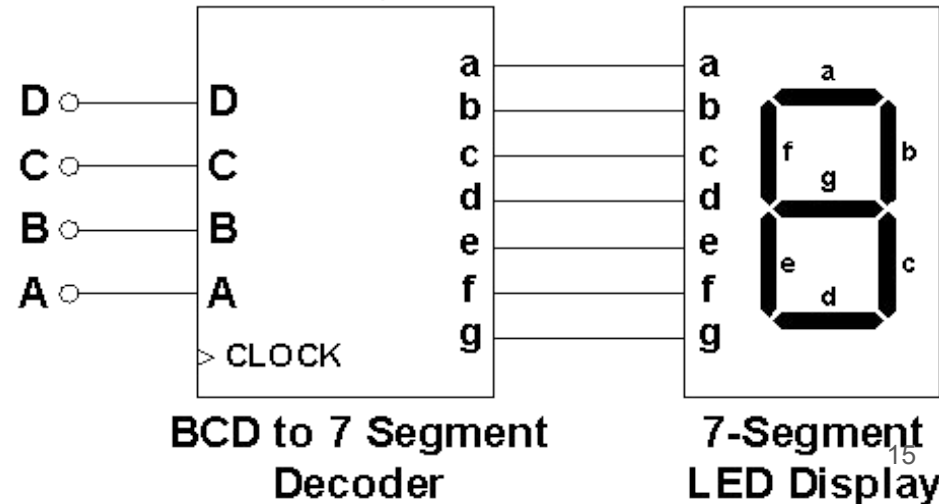 a
a
a
b
b
D
D
f
b
c
c
C
C
g
d
d
B
B
e
e
e
c
A
A
f
f
d
g
g
CLOCK
BCD to 7 Segment
Decoder
7-Segment
15
LED Display